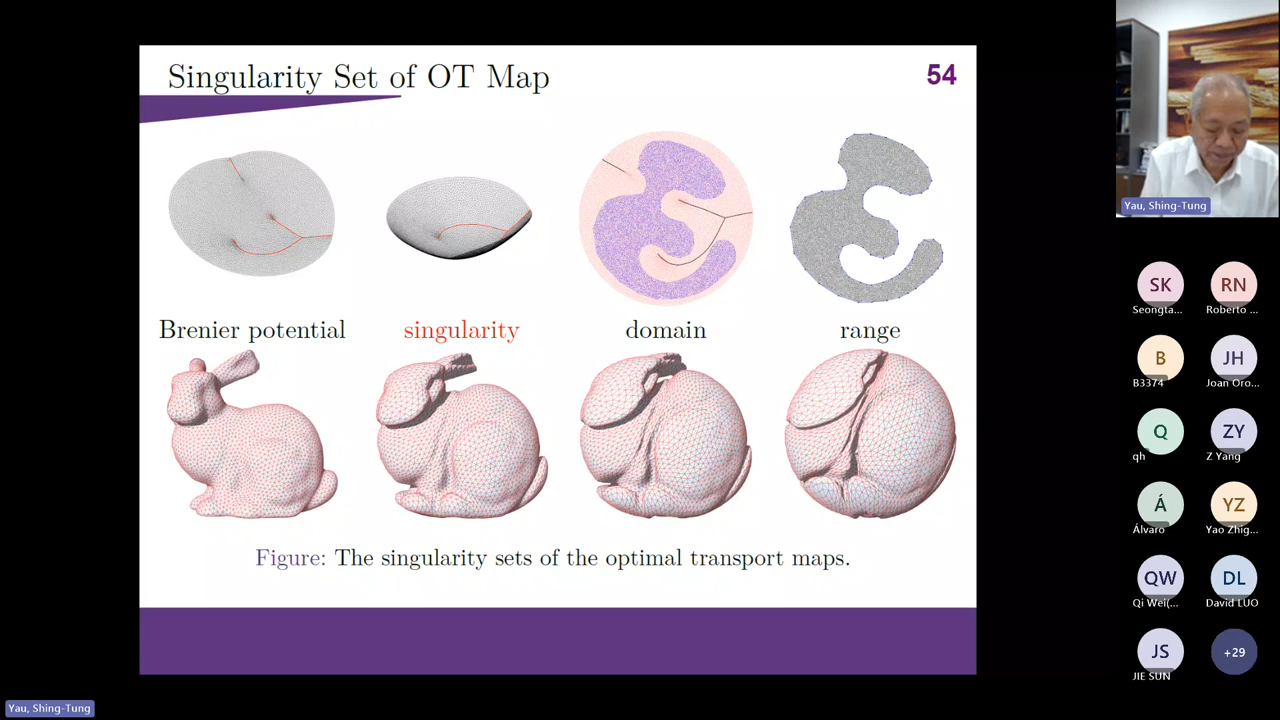 Singularity Set of OT Map
54
Brenier potential
singularity
domain
range
Figure: The singularity sets of the optimal transport maps.
Yau, Shing-Tung
SK
Seongta...
RN
Roberto ...
B
B3374
JH
Joan Oro...
Q
qh
ZY
Z Yang
Á
Álvaro
YZ
Yao Zhig...
QW
Qi Wei(...
DL
David LUO
JS
JIE SUN
+29
Yau, Shing-Tung